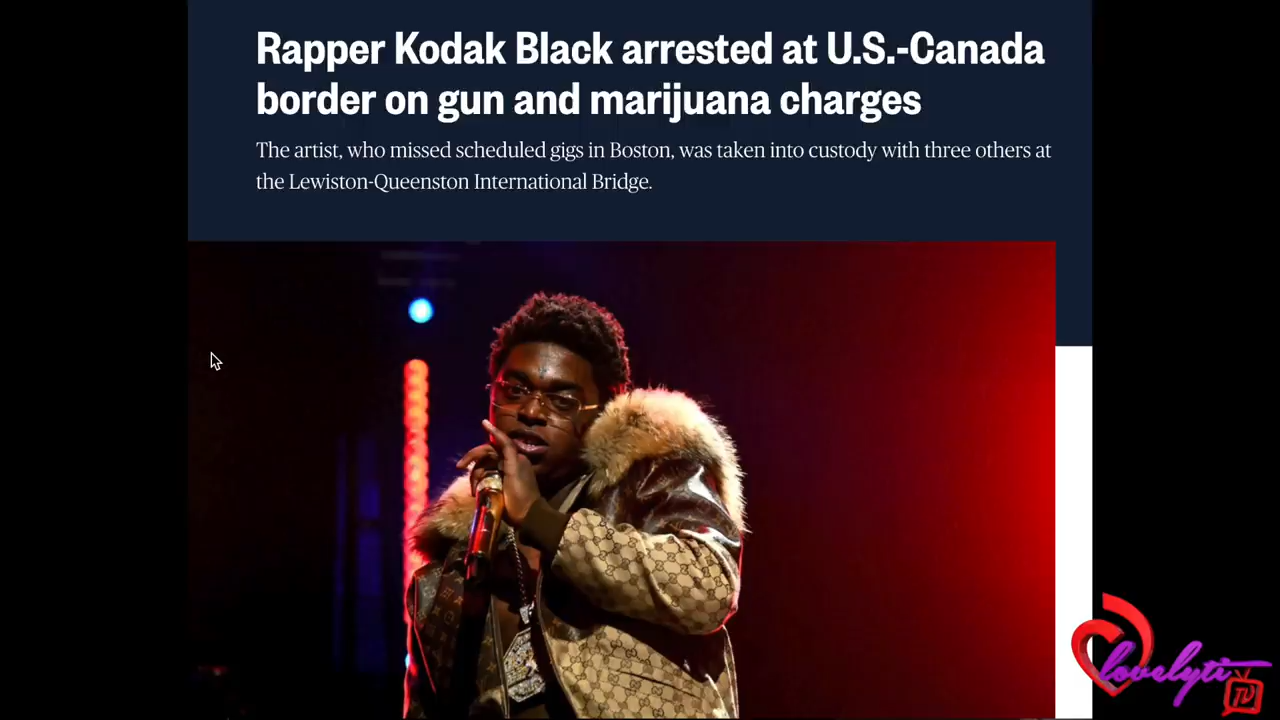 Rapper Kodak Black arrested at U.S.-Canada
border on gun and marijuana charges
The artist, who missed scheduled gigs in Boston, was taken into custody with three others at
the Lewiston-Queenston International Bridge.
lovelyti
TV